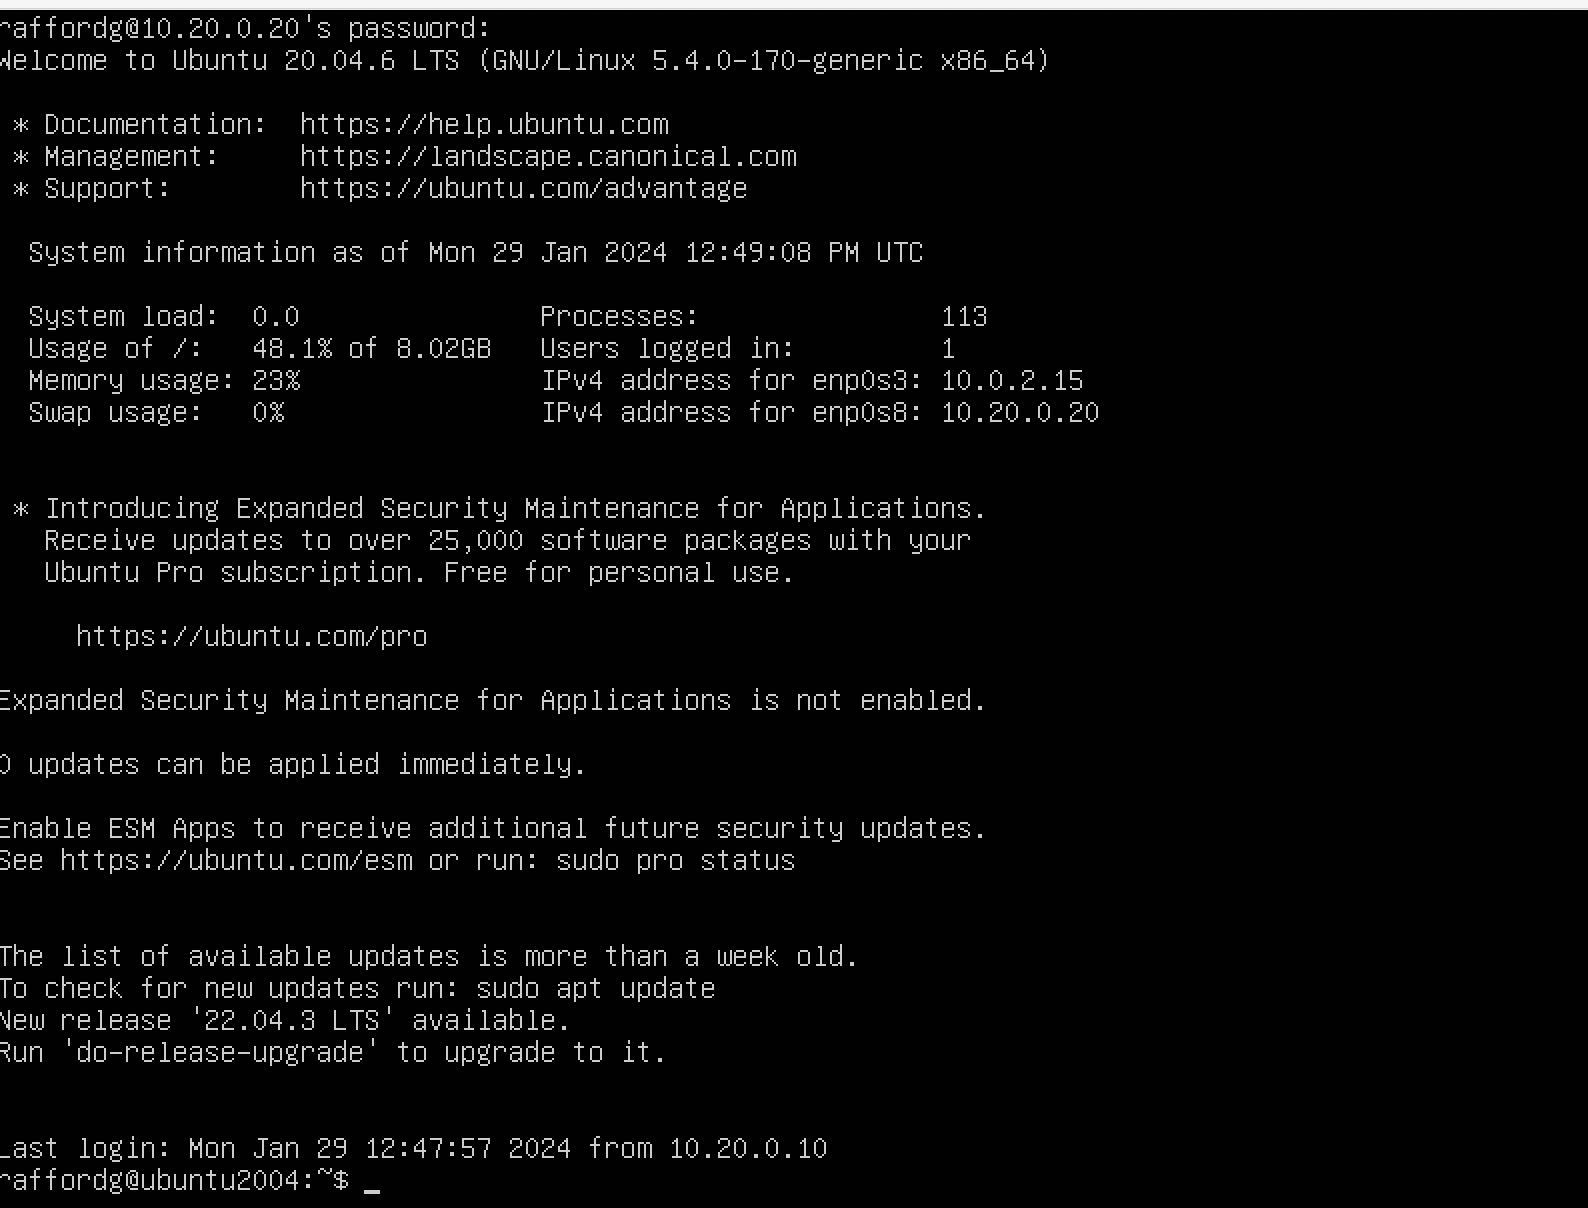 raffordg@10.20.0.20's password:
Welcome to Ubuntu 20.04.6 LTS (GNU/Linux 5.4.0-170-generic x86_64)
* Documentation:  https://help.ubuntu.com
* Management:     https://landscape.canonical.com
* Support:        https://ubuntu.com/advantage
System information as of Mon 29 Jan 2024 12:49:08 PM UTC
System load:  0.0               Processes:               113
Usage of /:   48.1% of 8.02GB   Users logged in:         1
Memory usage: 23%               IPv4 address for enp0s3: 10.0.2.15
Swap usage:   0%                IPv4 address for enp0s8: 10.20.0.20
* Introducing Expanded Security Maintenance for Applications.
Receive updates to over 25,000 software packages with your
Ubuntu Pro subscription. Free for personal use.
https://ubuntu.com/pro
Expanded Security Maintenance for Applications is not enabled.
0 updates can be applied immediately.
Enable ESM Apps to receive additional future security updates.
See https://ubuntu.com/esm or run: sudo pro status
The list of available updates is more than a week old.
To check for new updates run: sudo apt update
New release '22.04.3 LTS' available.
Run 'do-release-upgrade' to upgrade to it.
Last login: Mon Jan 29 12:47:57 2024 from 10.20.0.10
raffordg@ubuntu2004:~$ _